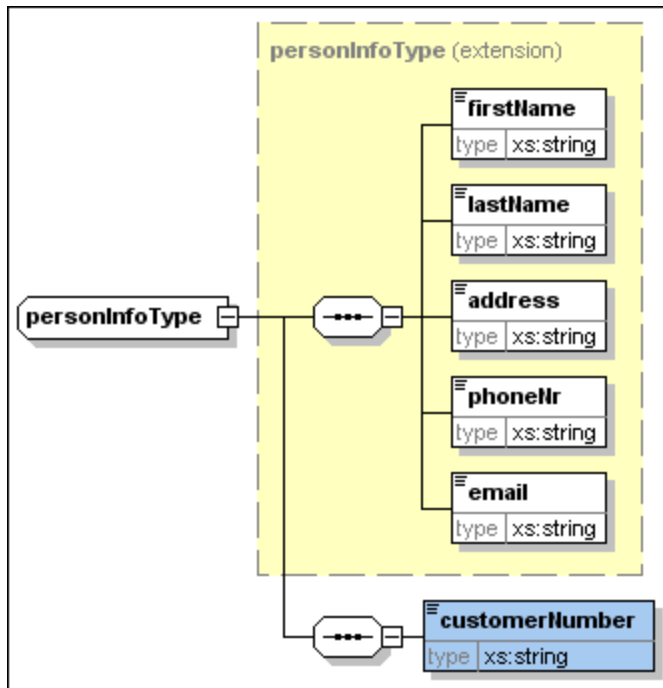 personInfoType (extension)
firstName
type xs:string
lastName
type xs:string
personInfoType
address
type xs:string
phoneNr
type xs:string
email
type xs:string
customerNumber
type xs:string